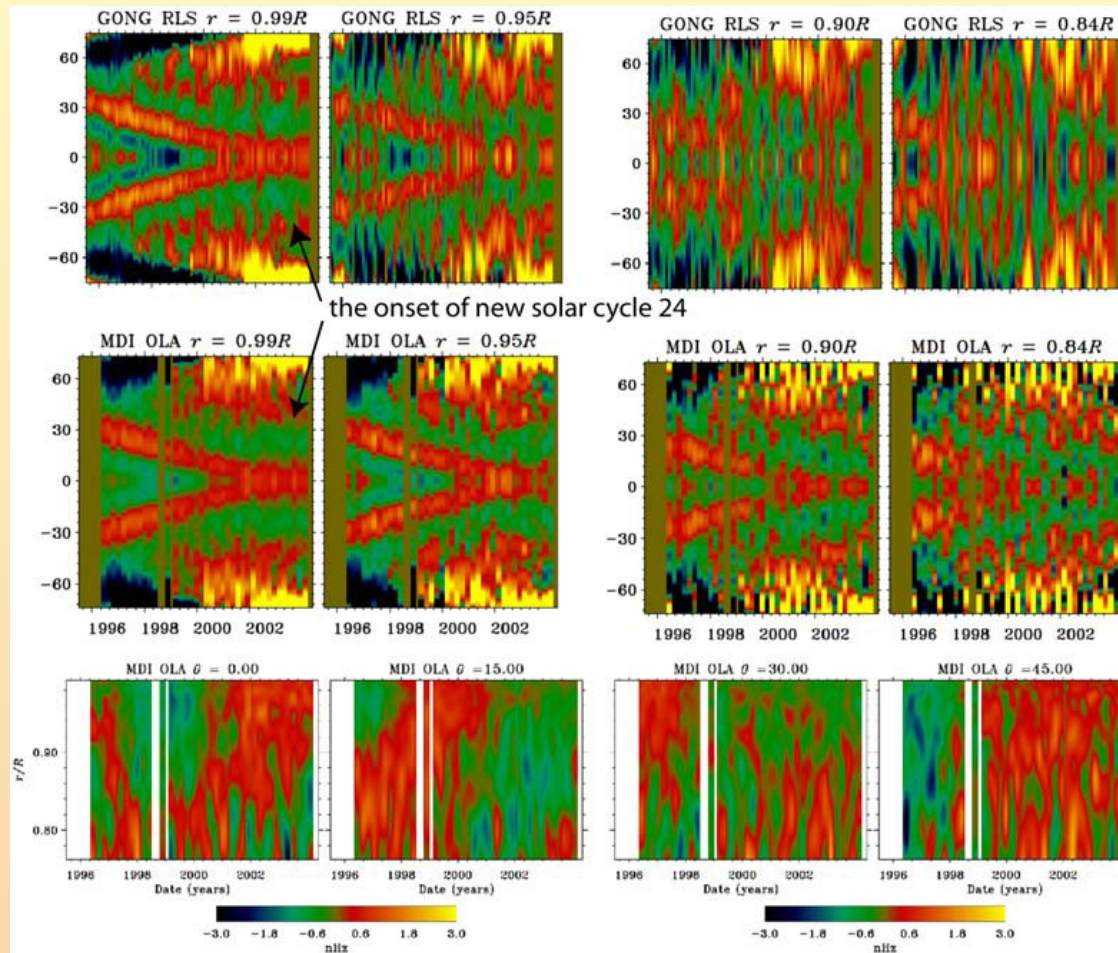 GONG RLS r = 0.99R
0.95R
GONG RLS r = 0.90R
0.84R
60
30
0
-30
-60
60
30
0
-30
-60
the onset of new solar cycle 24
MDI OLA r = 0.99R
MDI OLA r = 0.95R
MDI OLA r = 0.90R
MDI OLA r = 0.84R
60
30
0
-30
-60
60
30
0
-30
-60
1996 1998 2000 2002
1996 1998 2000 2002
1996 1998 2000 2002
1996 1998 2000 2002
MDI OLA θ = 0.00
MDI OLA θ =15.00
MDI OLA θ =30.00
MDI OLA θ =45.00
r/R
0.90
0.80
1996 1998 2000 2002
1996 1998 2000 2002
1996 1998 2000 2002
1996 1998 2000 2002
Date (years)
Date (years)
Date (years)
Date (years)
-3.0 -1.8 -0.6 0.6 1.8 3.0
nHz
-3.0 -1.8 -0.6 0.6 1.8 3.0
nHz